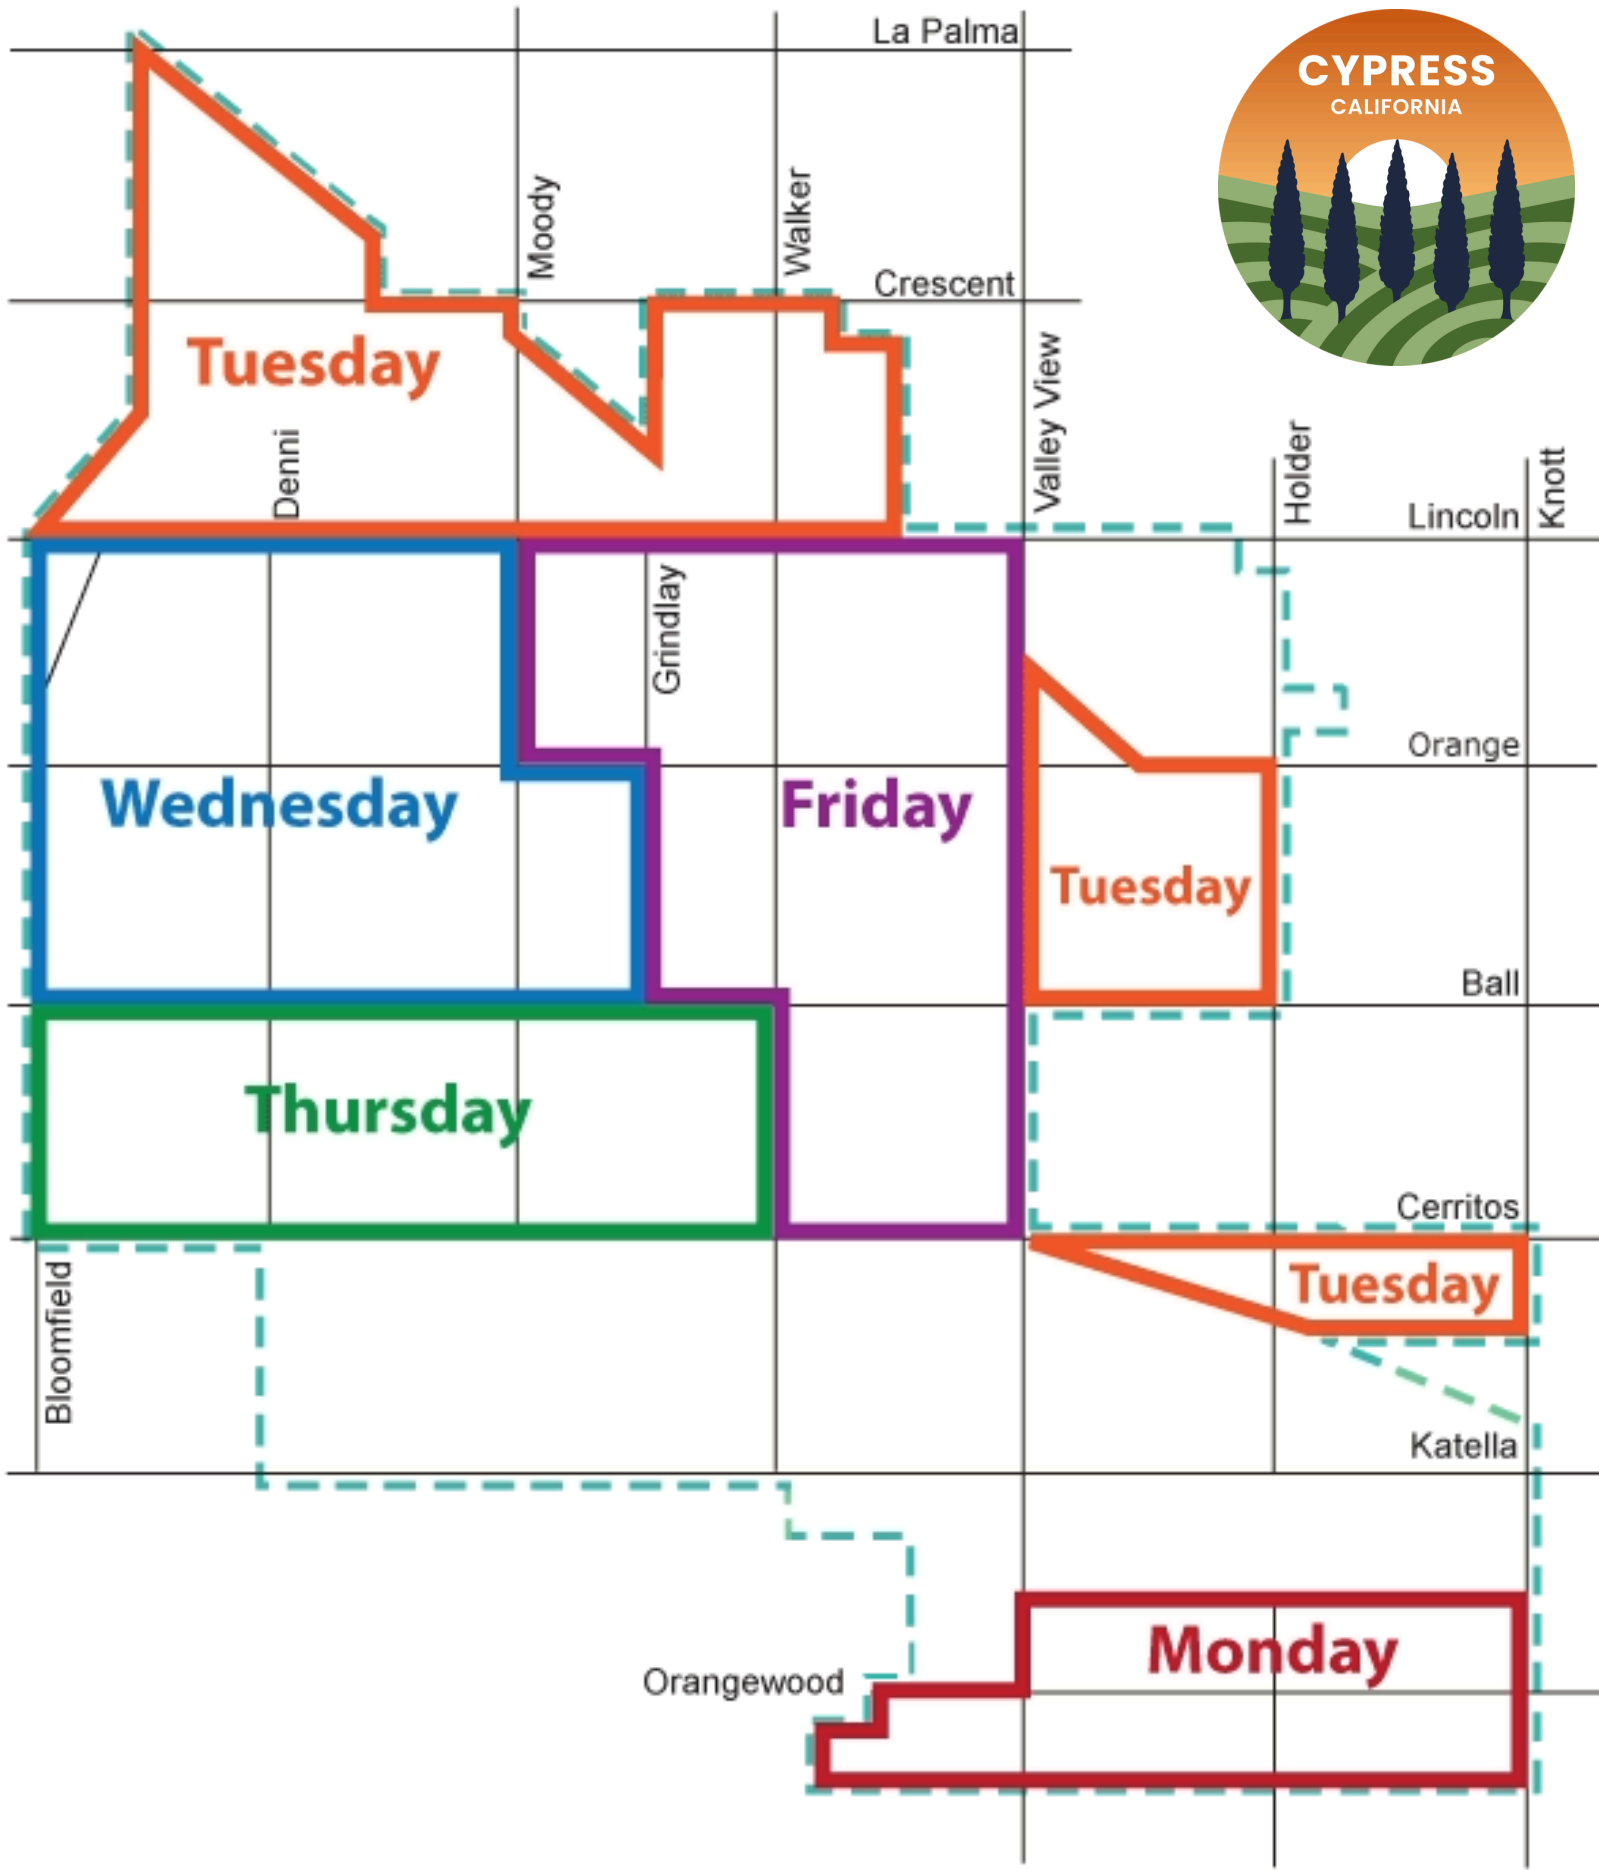 La Palma
CYPRESS
CALIFORNIA
Moody
Walker
Crescent
Tuesday
Valley View
Denni
Holder
Knott
Lincoln
Grindlay
Orange
Wednesday
Friday
Tuesday
Ball
Thursday
Cerritos
Tuesday
Bloomfield
Katella
Monday
Orangewood